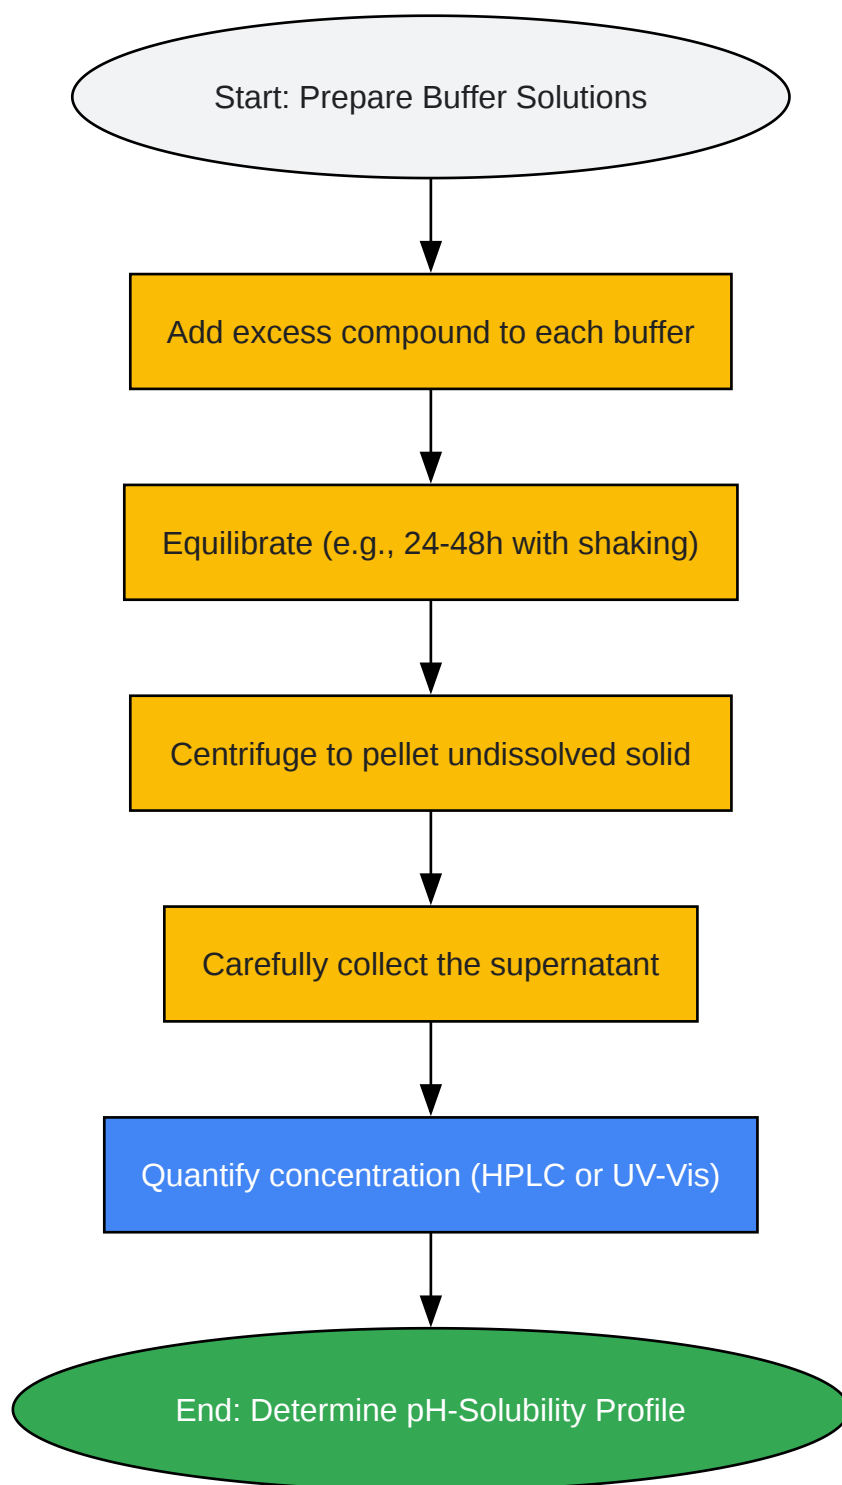 Start: Prepare Buffer Solutions
Add excess compound to each buffer
Equilibrate (e.g., 24-48h with shaking)
Centrifuge to pellet undissolved solid
Carefully collect the supernatant
Quantify concentration (HPLC or UV-Vis)
End: Determine pH-Solubility Profile